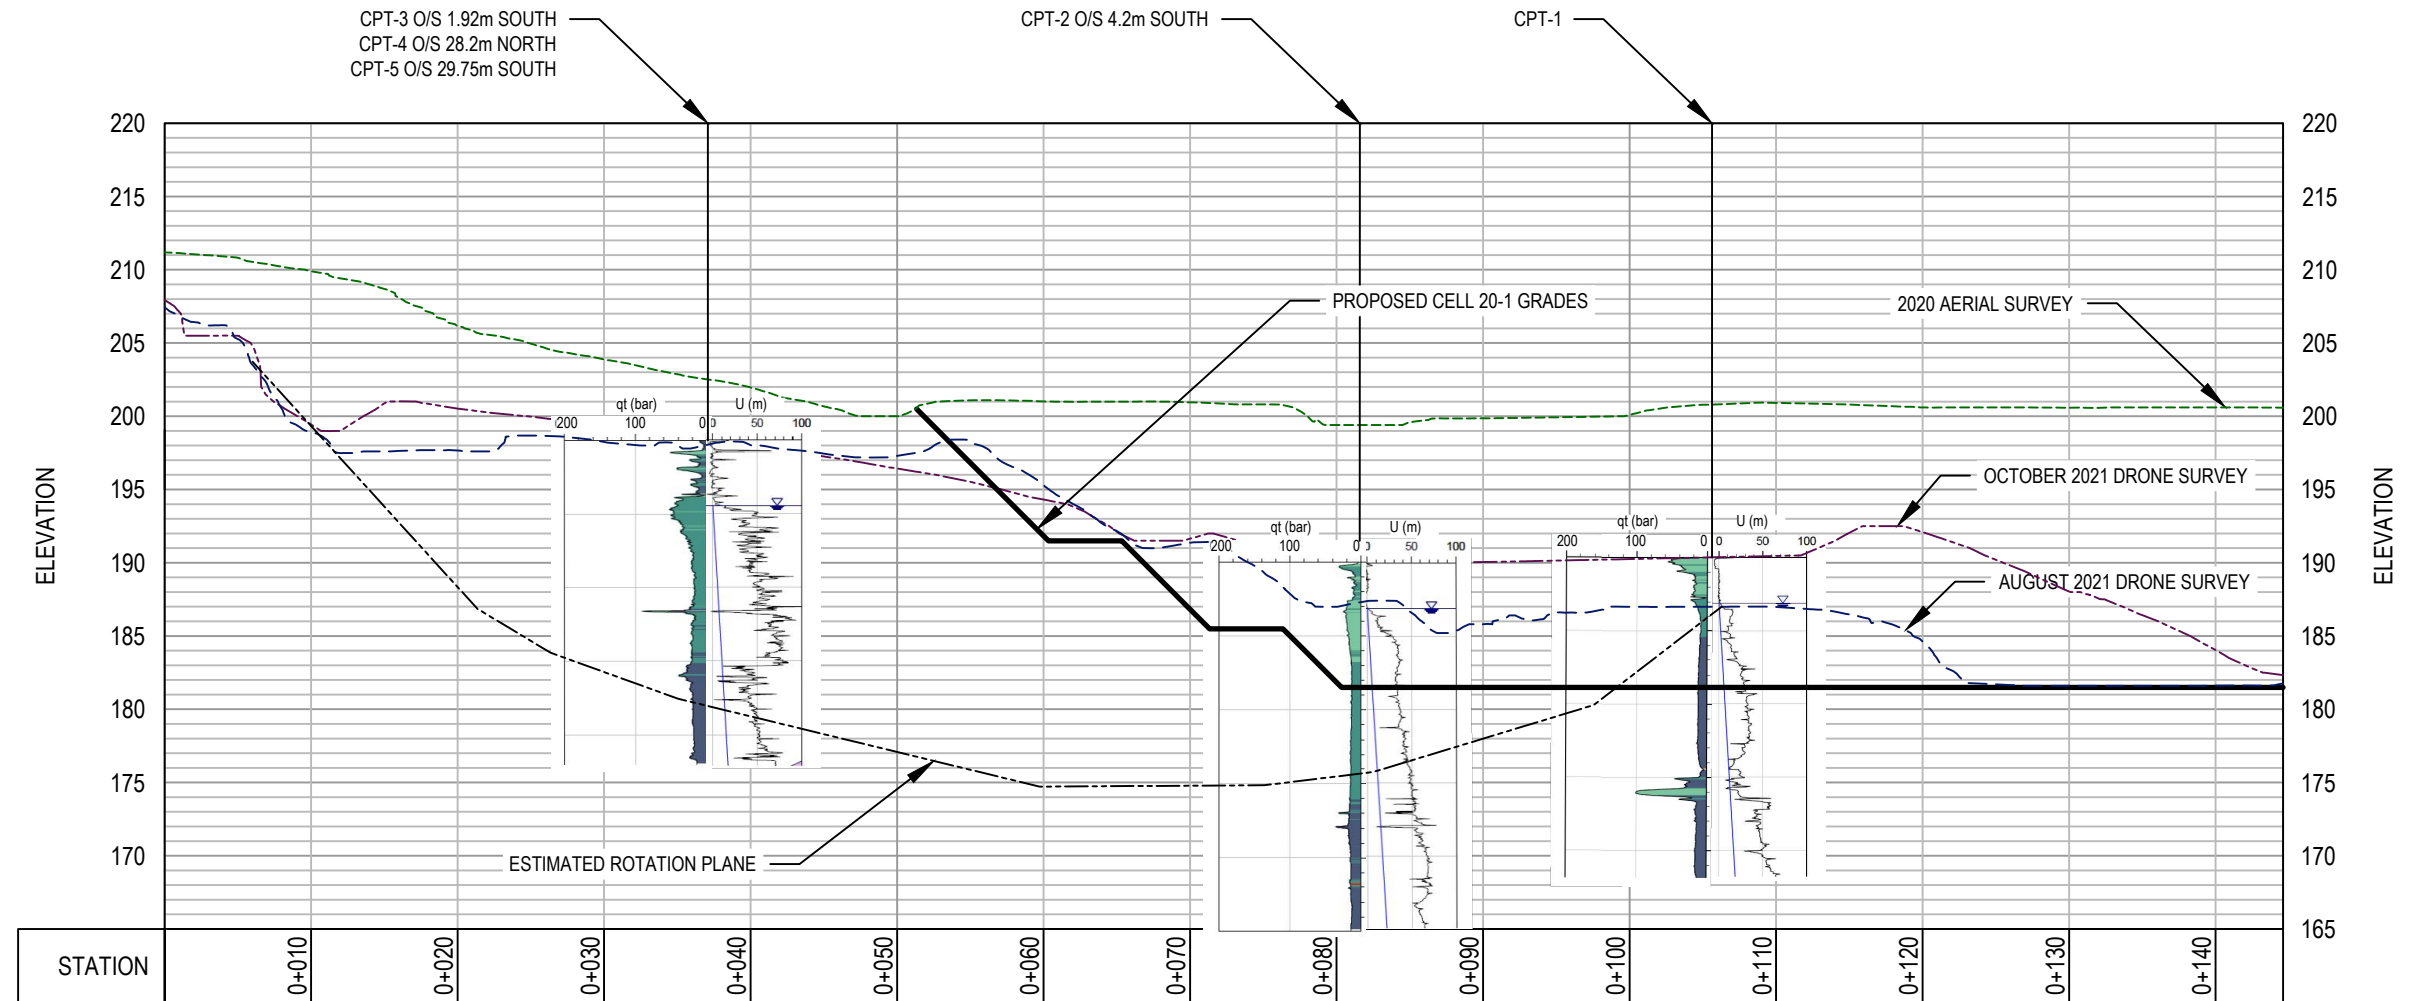 CPT-3 O/S 1.92m SOUTH
CPT-4 O/S 28.2m NORTH
CPT-5 O/S 29.75m SOUTH
CPT-2 O/S 4.2m SOUTH
CPT-1
220
220
215
215
210
210
205
205
200
200
195
195
190
190
185
185
180
180
175
175
170
170
165
ELEVATION
ELEVATION
PROPOSED CELL 20-1 GRADES
2020 AERIAL SURVEY
OCTOBER 2021 DRONE SURVEY
AUGUST 2021 DRONE SURVEY
ESTIMATED ROTATION PLANE
qt (bar) U (m)
200 100 0 0 50 100
qt (bar) U (m)
200 100 0 0 50 100
qt (bar) U (m)
200 100 0 0 50 100
STATION
0+010
0+020
0+030
0+040
0+050
0+060
0+070
0+080
0+090
0+100
0+110
0+120
0+130
0+140